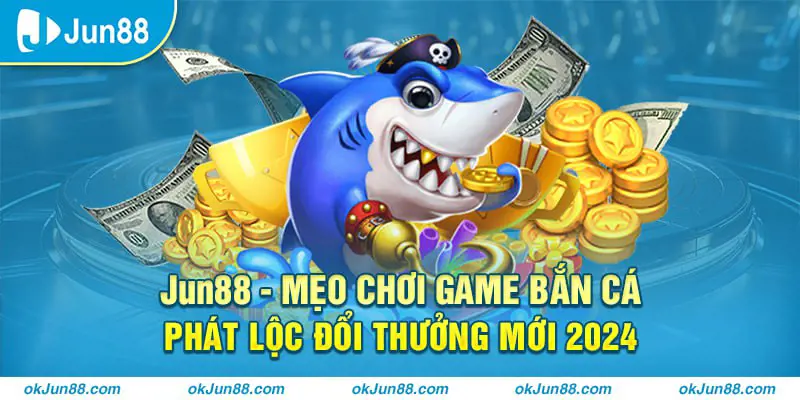 Jun88
Jun88 - MẸO CHƠI GAME BẮN CÁ
PHÁT LỘC ĐỔI THƯỞNG MỚI 2024
okJun88.com okJun88.com okJun88.com okJun88.com okJun88.com